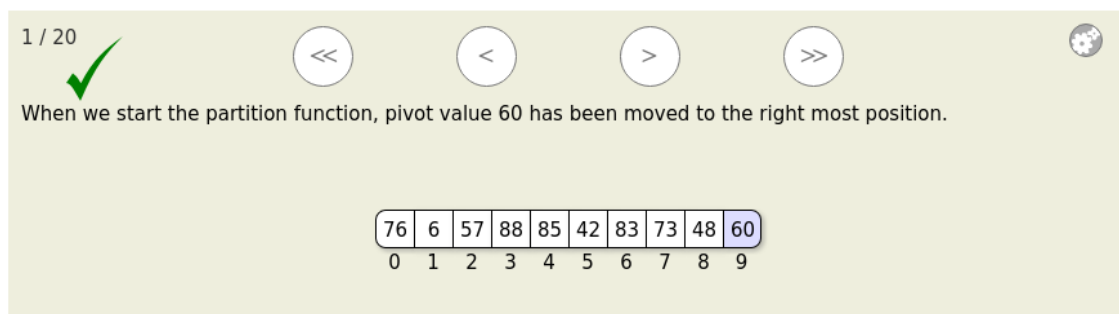 1 / 20
<< < > >>
When we start the partition function, pivot value 60 has been moved to the right most position.
76 6 57 88 85 42 83 73 48 60
0 1 2 3 4 5 6 7 8 9